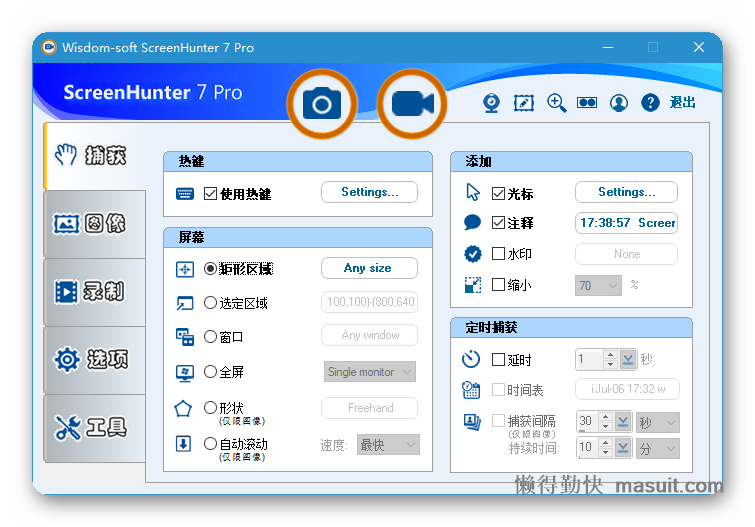 Wisdom-soft ScreenHunter 7 Pro
ScreenHunter 7 Pro
退出
捕获
图像
录制
选项
工具
热键
使用热键
Settings...
屏幕
矩形区域
Any size
选定区域
100,100)-(800,640
窗口
Any window
全屏
Single monitor
形状
(仅限图像)
Freehand
自动滚动
(仅限图像)
速度:
最快
添加
光标
Settings...
注释
17:38:57 Screer
水印
None
缩小
70
%
定时捕获
延时
1
秒
时间表
Jul-06 17:32 w
捕获间隔
(仅限图像)
30
秒
持续时间:
10
分
懒得勤快 masuit.com